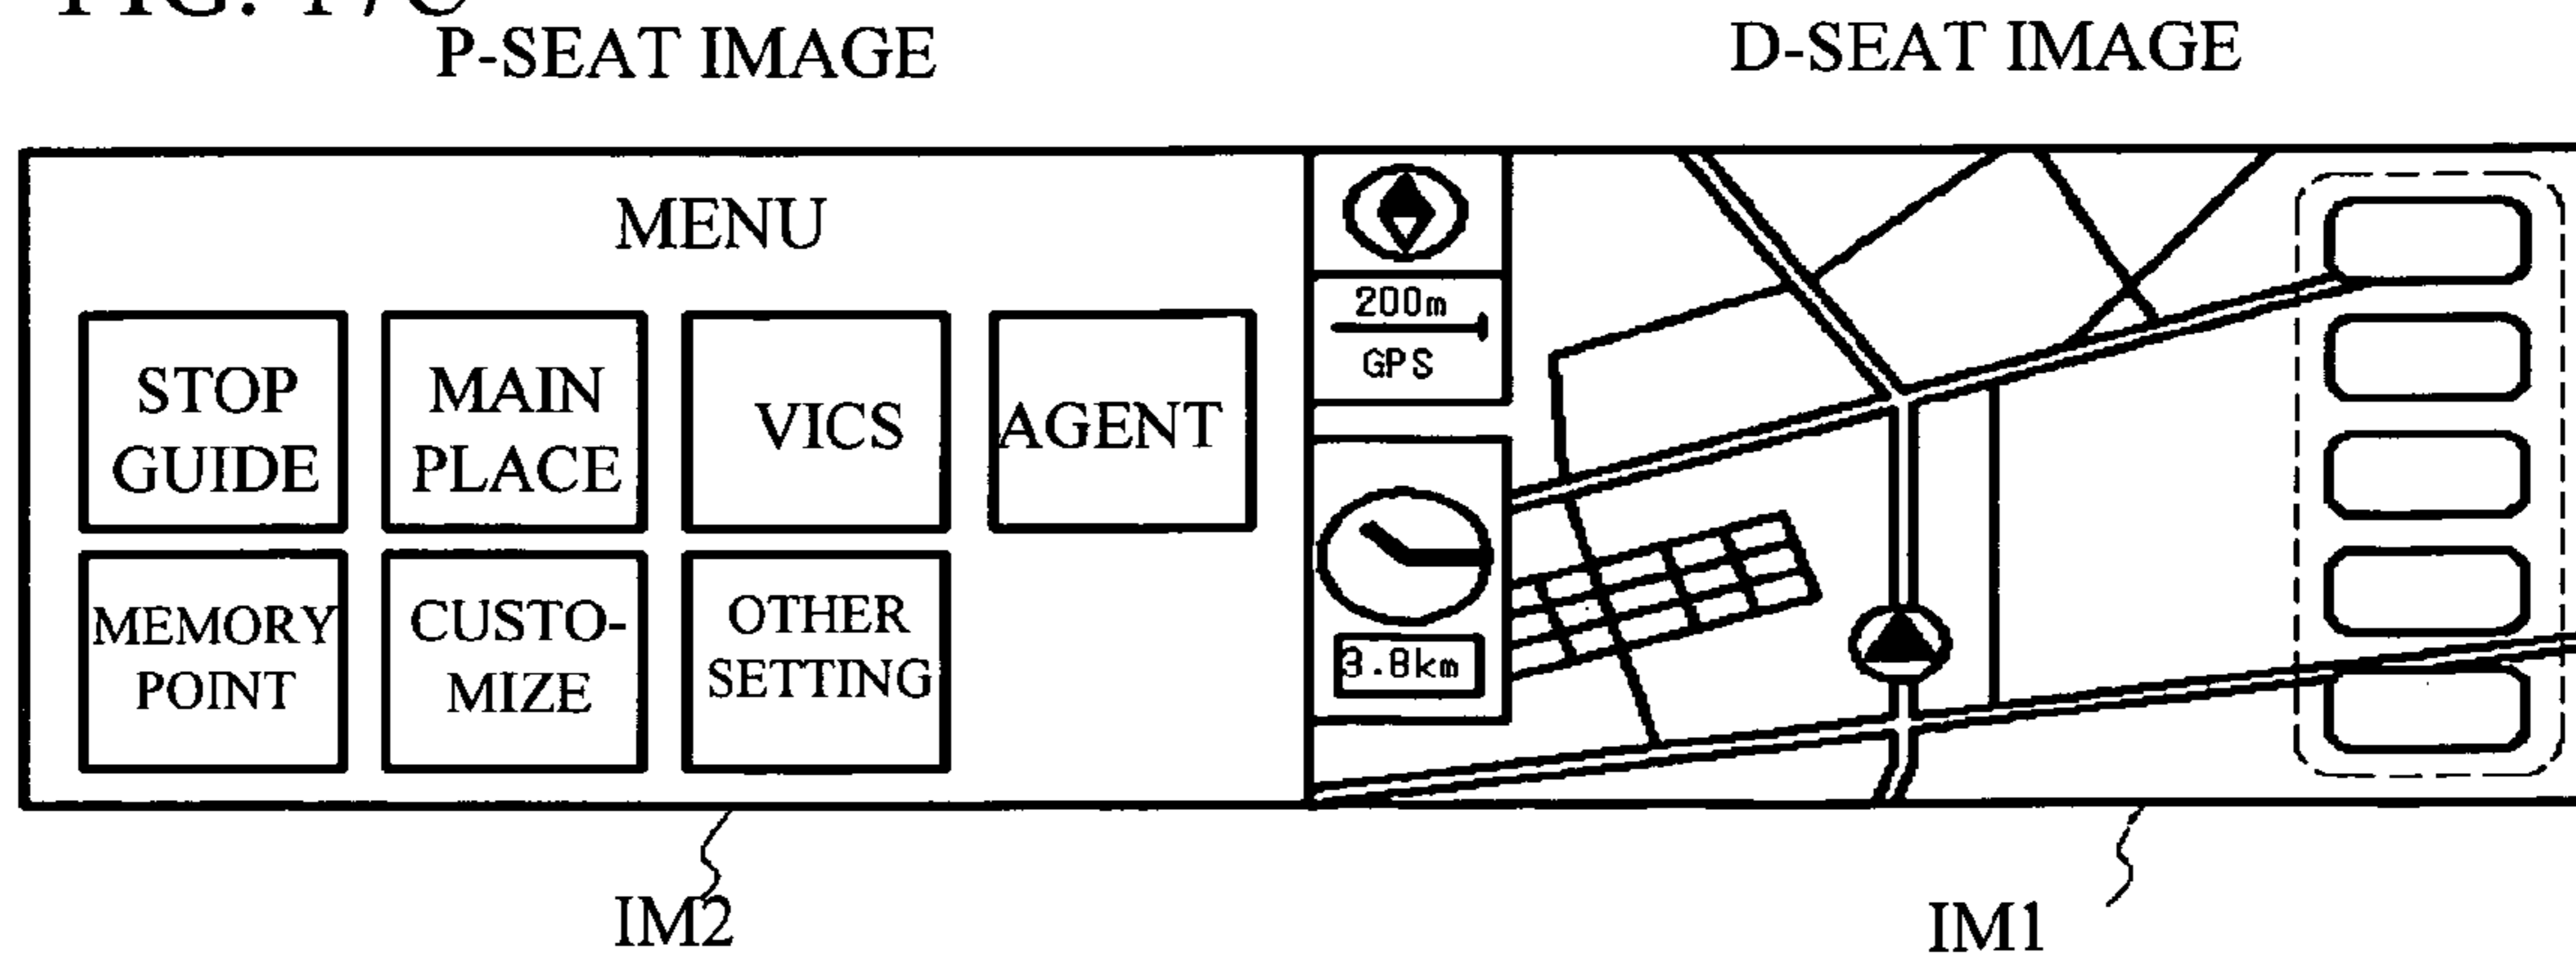 P-SEAT IMAGE
D-SEAT IMAGE
MENU
STOP
GUIDE
MAIN
PLACE
VICS
AGENT
MEMORY
POINT
CUSTO-
MIZE
OTHER
SETTING
200m
GPS
3.8km
IM2
IM1